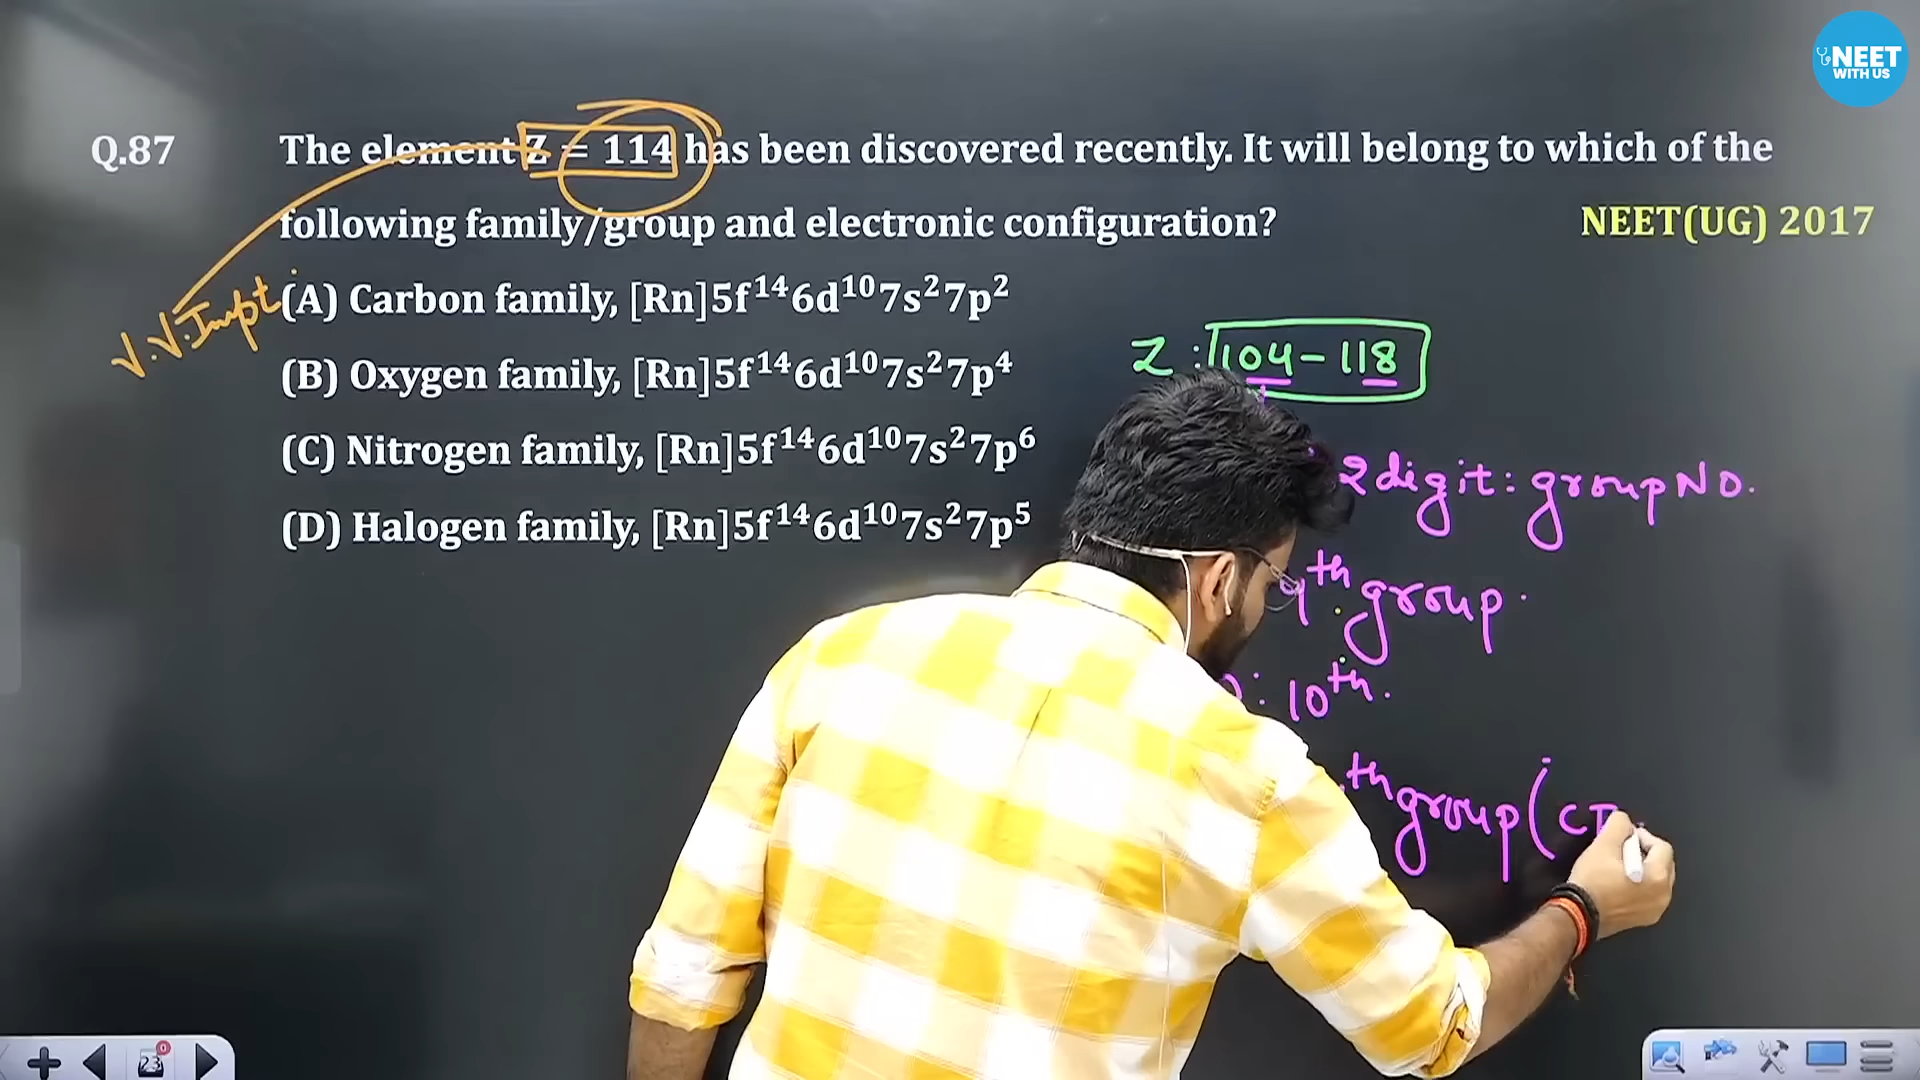 NEET
WITH US
Q.87 The element Z = 114 has been discovered recently. It will belong to which of the
following family/group and electronic configuration? NEET(UG) 2017
(A) Carbon family, [Rn]5f¹⁴6d¹⁰7s²7p²
(B) Oxygen family, [Rn]5f¹⁴6d¹⁰7s²7p⁴
(C) Nitrogen family, [Rn]5f¹⁴6d¹⁰7s²7p⁶
(D) Halogen family, [Rn]5f¹⁴6d¹⁰7s²7p⁵
V.V.Impt
Z : 104 – 118
2 digit : group No.
th group.
: 10th.
th group (C
23
0